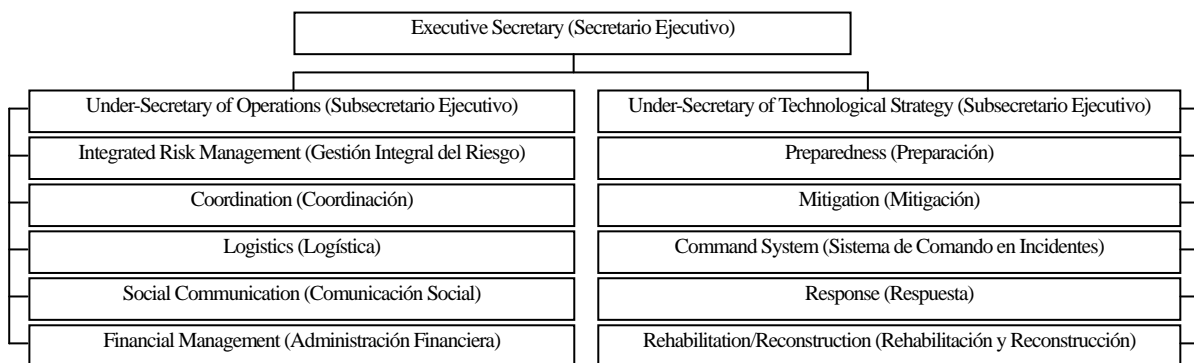 Executive Secretary (Secretario Ejecutivo)
Under-Secretary of Operations (Subsecretario Ejecutivo)
Integrated Risk Management (Gestión Integral del Riesgo)
Coordination (Coordinación)
Logistics (Logística)
Social Communication (Comunicación Social)
Financial Management (Administración Financiera)
Under-Secretary of Technological Strategy (Subsecretario Ejecutivo)
Preparedness (Preparación)
Mitigation (Mitigación)
Command System (Sistema de Comando en Incidentes)
Response (Respuesta)
Rehabilitation/Reconstruction (Rehabilitación y Reconstrucción)